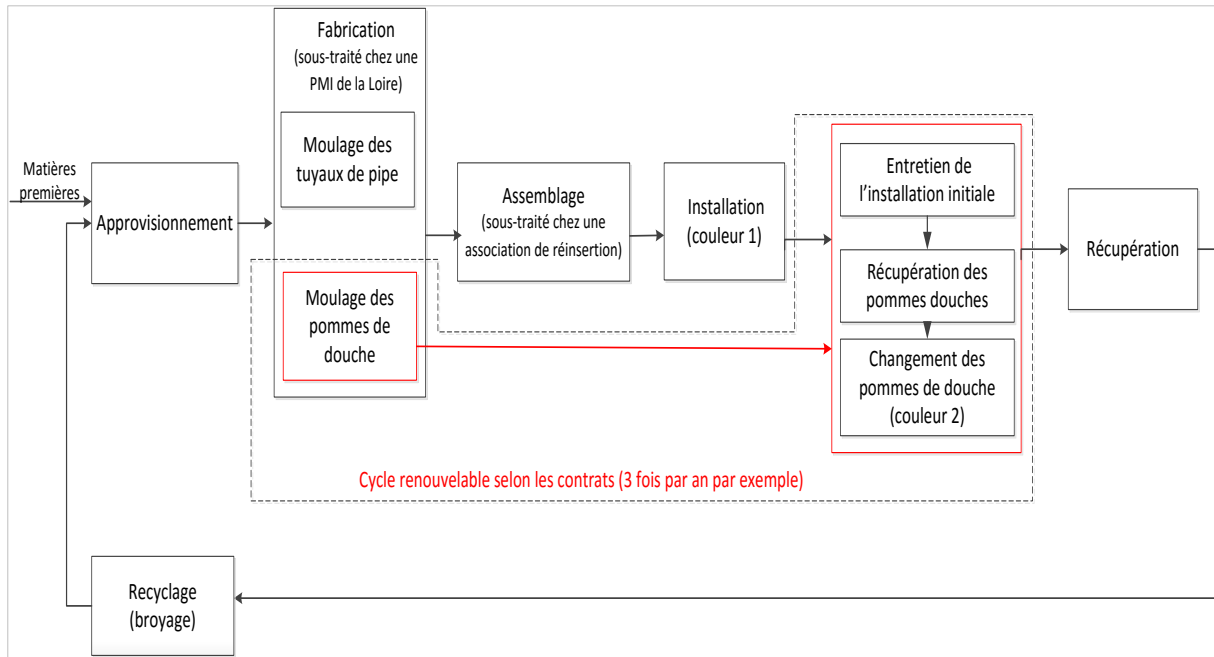 Matières
premières
Approvisionnement
Fabrication
(sous-traité chez une
PMI de la Loire)
Moulage des
tuyaux de pipe
Moulage des
pommes de
douche
Assemblage
(sous-traité chez une
association de réinsertion)
Installation
(couleur 1)
Entretien de
l’installation initiale
Récupération des
pommes douches
Changement des
pommes de douche
(couleur 2)
Récupération
Cycle renouvelable selon les contrats (3 fois par an par exemple)
Recyclage
(broyage)